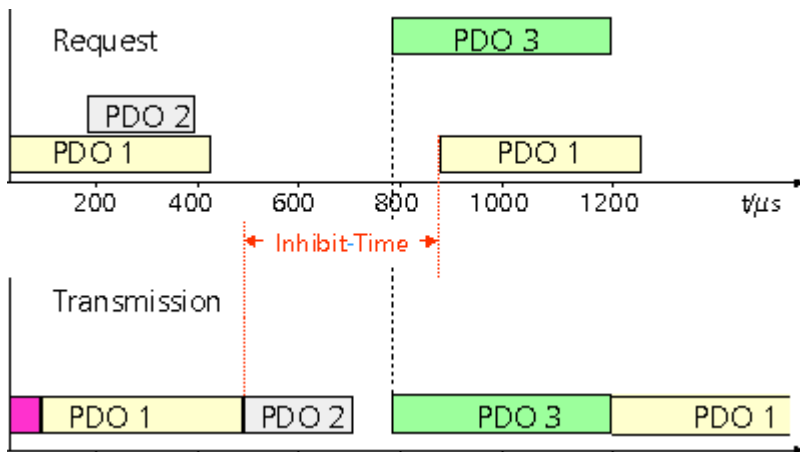 Request
PDO 3
PDO 2
PDO 1
PDO 1
200 400 600 800 1000 1200 t/µs
Inhibit-Time
Transmission
PDO 1 PDO 2 PDO 3 PDO 1